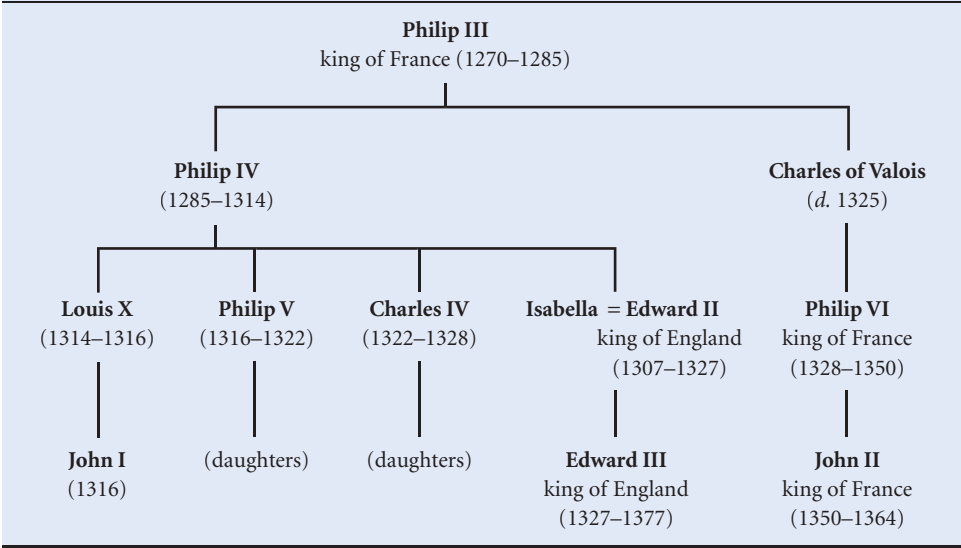 Philip III
king of France (1270–1285)
Philip IV
(1285–1314)
Charles of Valois
(d. 1325)
Louis X
(1314–1316)
Philip V
(1316–1322)
Charles IV
(1322–1328)
Isabella = Edward II
king of England
(1307–1327)
Philip VI
king of France
(1328–1350)
John I
(1316)
(daughters)
(daughters)
Edward III
king of England
(1327–1377)
John II
king of France
(1350–1364)